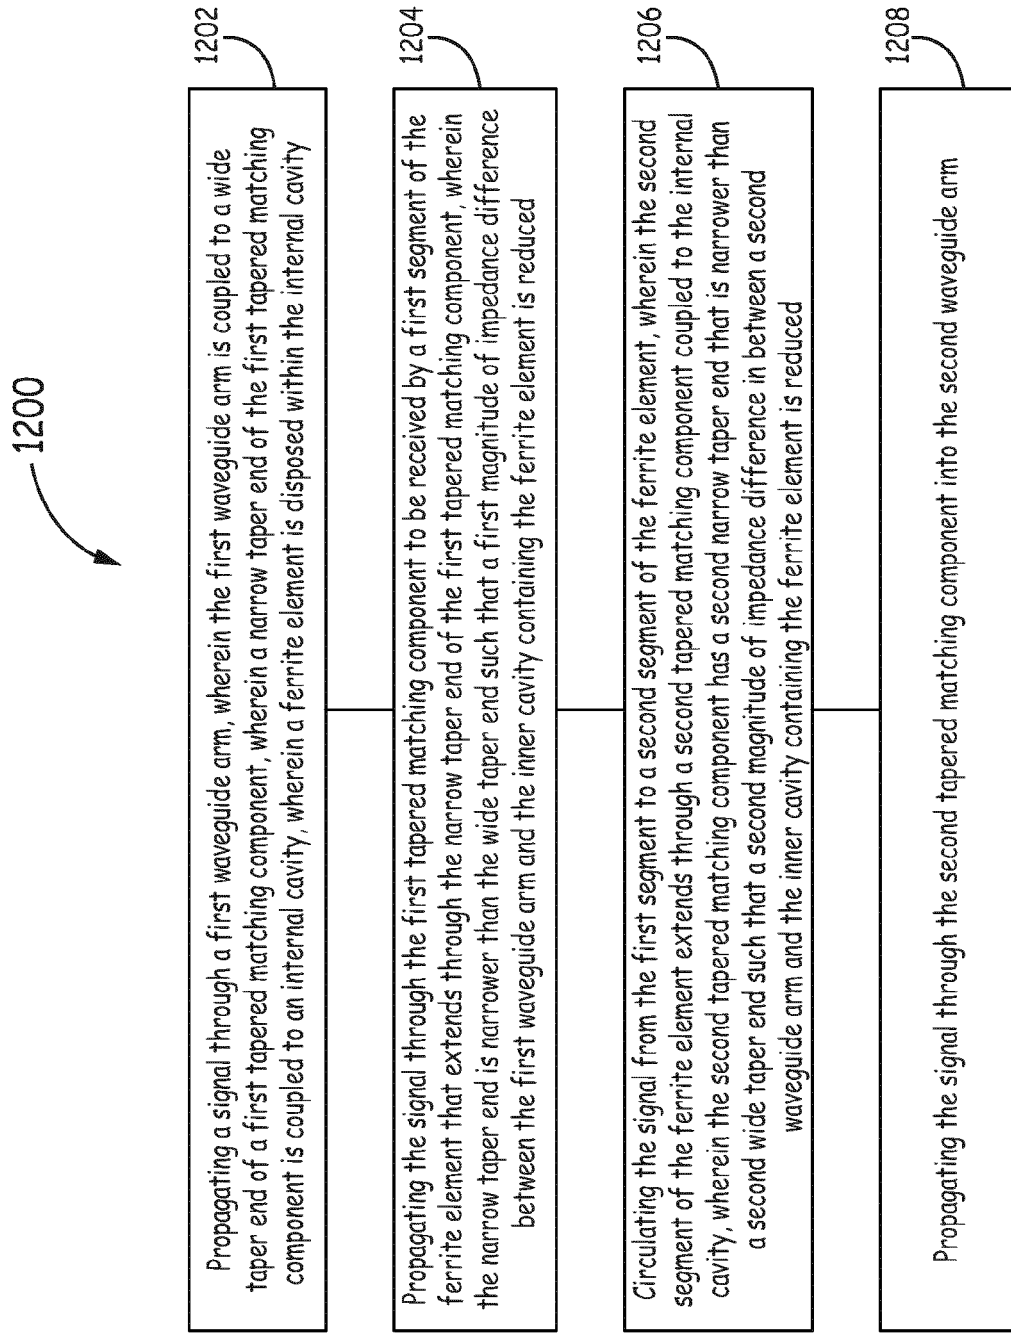 1200
1202
Propagating a signal through a first waveguide arm, wherein the first waveguide arm is coupled to a wide
taper end of a first tapered matching component, wherein a narrow taper end of the first tapered matching
component is coupled to an internal cavity, wherein a ferrite element is disposed within the internal cavity
1204
Propagating the signal through the first tapered matching component to be received by a first segment of the
ferrite element that extends through the narrow taper end of the first tapered matching component, wherein
the narrow taper end is narrower than the wide taper end such that a first magnitude of impedance difference
between the first waveguide arm and the inner cavity containing the ferrite element is reduced
1206
Circulating the signal from the first segment to a second segment of the ferrite element, wherein the second
segment of the ferrite element extends through a second tapered matching component coupled to the internal
cavity, wherein the second tapered matching component has a second narrow taper end that is narrower than
a second wide taper end such that a second magnitude of impedance difference in between a second
waveguide arm and the inner cavity containing the ferrite element is reduced
1208
Propagating the signal through the second tapered matching component into the second waveguide arm